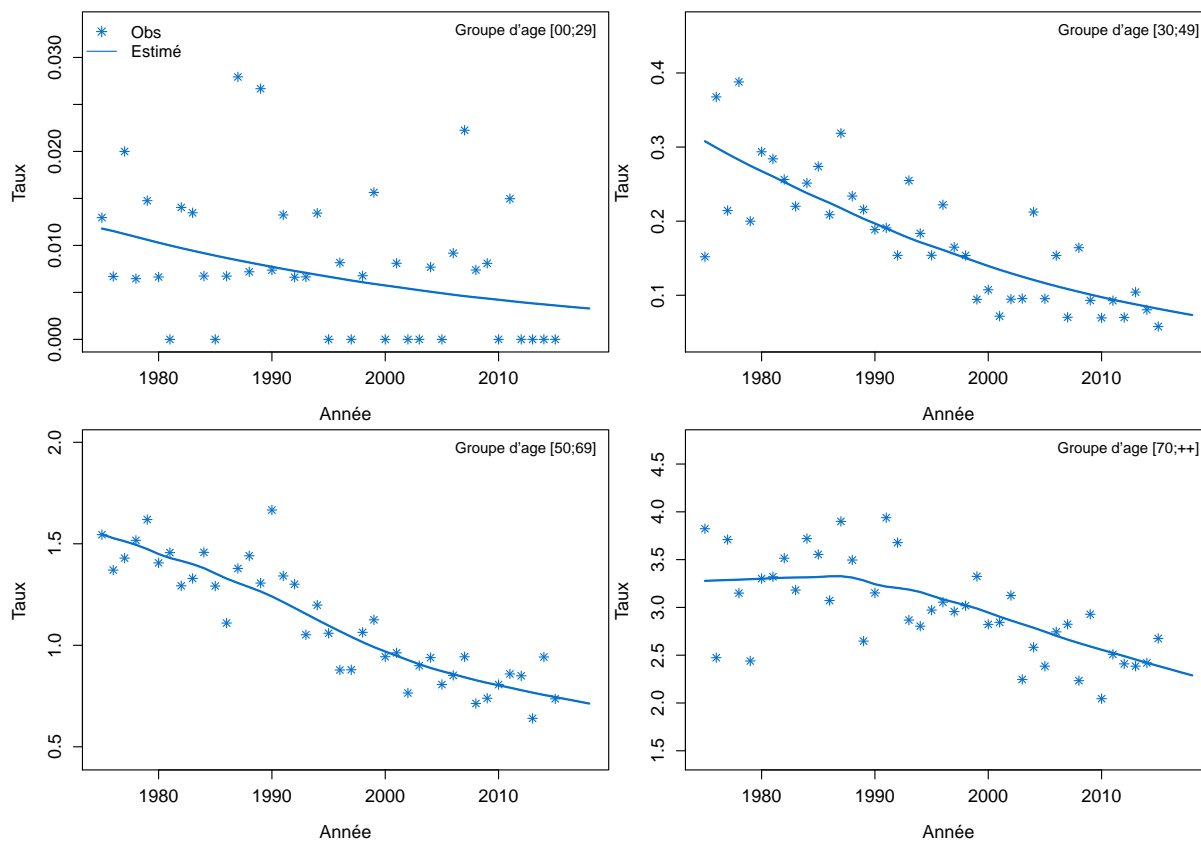 Obs
Estimé
Groupe d'age [00;29]
0.030
0.020
0.010
0.000
Taux
1980 1990 2000 2010
Année
Groupe d'age [30;49]
0.4
0.3
0.2
0.1
Taux
1980 1990 2000 2010
Année
Groupe d'age [50;69]
2.0
1.5
1.0
0.5
Taux
1980 1990 2000 2010
Année
Groupe d'age [70;++]
4.5
4.0
3.5
3.0
2.5
2.0
1.5
Taux
1980 1990 2000 2010
Année